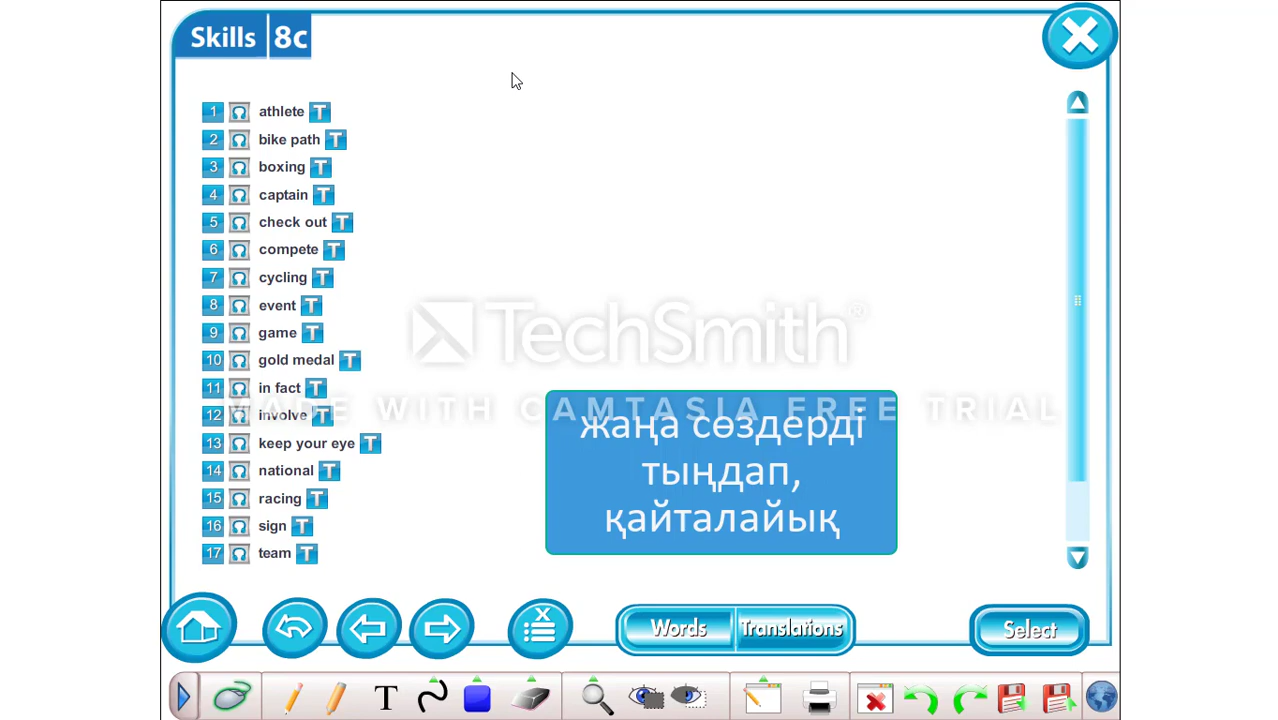 Skills 8c
1 athlete T
2 bike path T
3 boxing T
4 captain T
5 check out T
6 compete T
7 cycling T
8 event T
9 game T
10 gold medal T
11 in fact T
12 involve T
13 keep your eye T
14 national T
15 racing T
16 sign T
17 team T
TechSmith®
MADE WITH CAMTASIA FREE TRIAL
жаңа сөздерді
тыңдап,
қайталайық
Words Translations Select
T